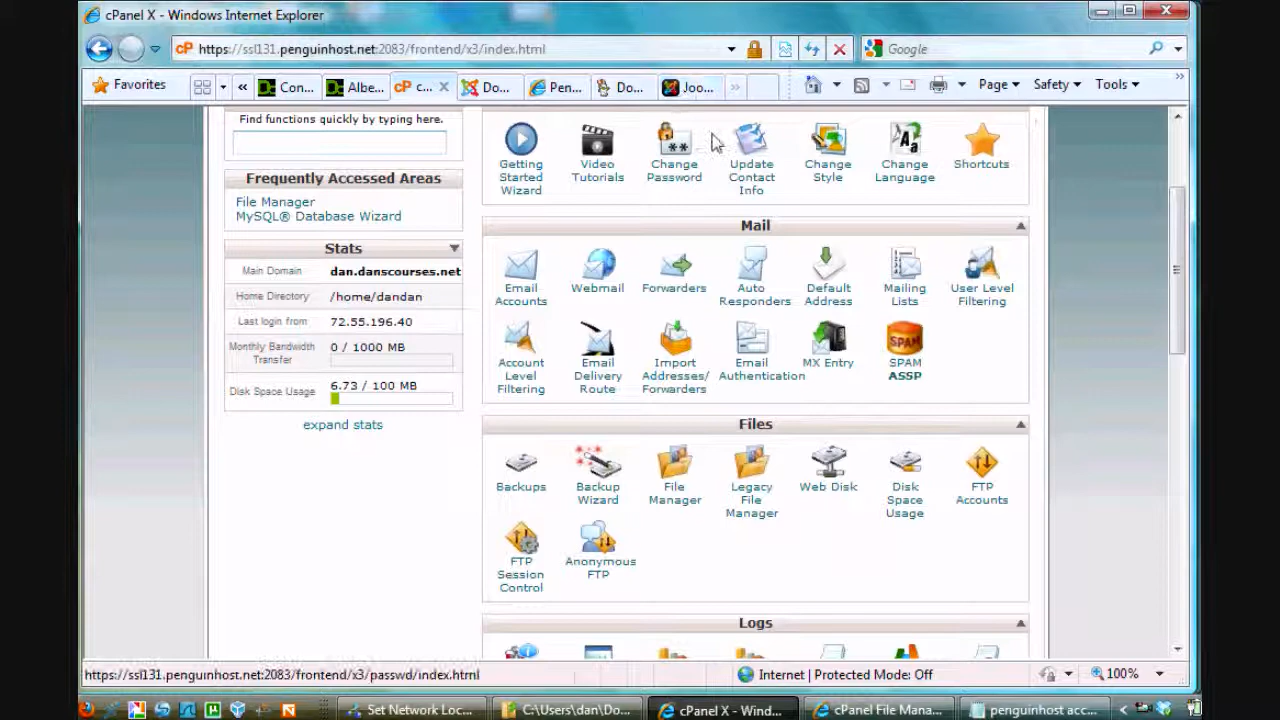 cPanel X - Windows Internet Explorer
https://ssl131.penguinhost.net:2083/frontend/x3/index.html
Google
Favorites
Con...
Albe...
c...
Do...
Pen...
Do...
Joo...
Page
Safety
Tools
Find functions quickly by typing here.
Frequently Accessed Areas
File Manager
MySQL® Database Wizard
Stats
Main Domain dan.danscourses.net
Home Directory /home/dandan
Last login from 72.55.196.40
Monthly Bandwidth
Transfer
0 / 1000 MB
Disk Space Usage
6.73 / 100 MB
expand stats
Getting
Started
Wizard
Video
Tutorials
Change
Password
Update
Contact
Info
Change
Style
Change
Language
Shortcuts
Mail
Email
Accounts
Webmail
Forwarders
Auto
Responders
Default
Address
Mailing
Lists
User Level
Filtering
Account
Level
Filtering
Email
Delivery
Route
Import
Addresses/
Forwarders
Email
Authentication
MX Entry
SPAM
SPAM
ASSP
Files
Backups
Backup
Wizard
File
Manager
Legacy
File
Manager
Web Disk
Disk
Space
Usage
FTP
Accounts
FTP
Session
Control
Anonymous
FTP
Logs
https://ssl131.penguinhost.net:2083/frontend/x3/passwd/index.html
Internet | Protected Mode: Off
100%
Set Network Loc...
C:\Users\dan\Do...
cPanel X - Wind...
cPanel File Mana...
penguinhost acc...